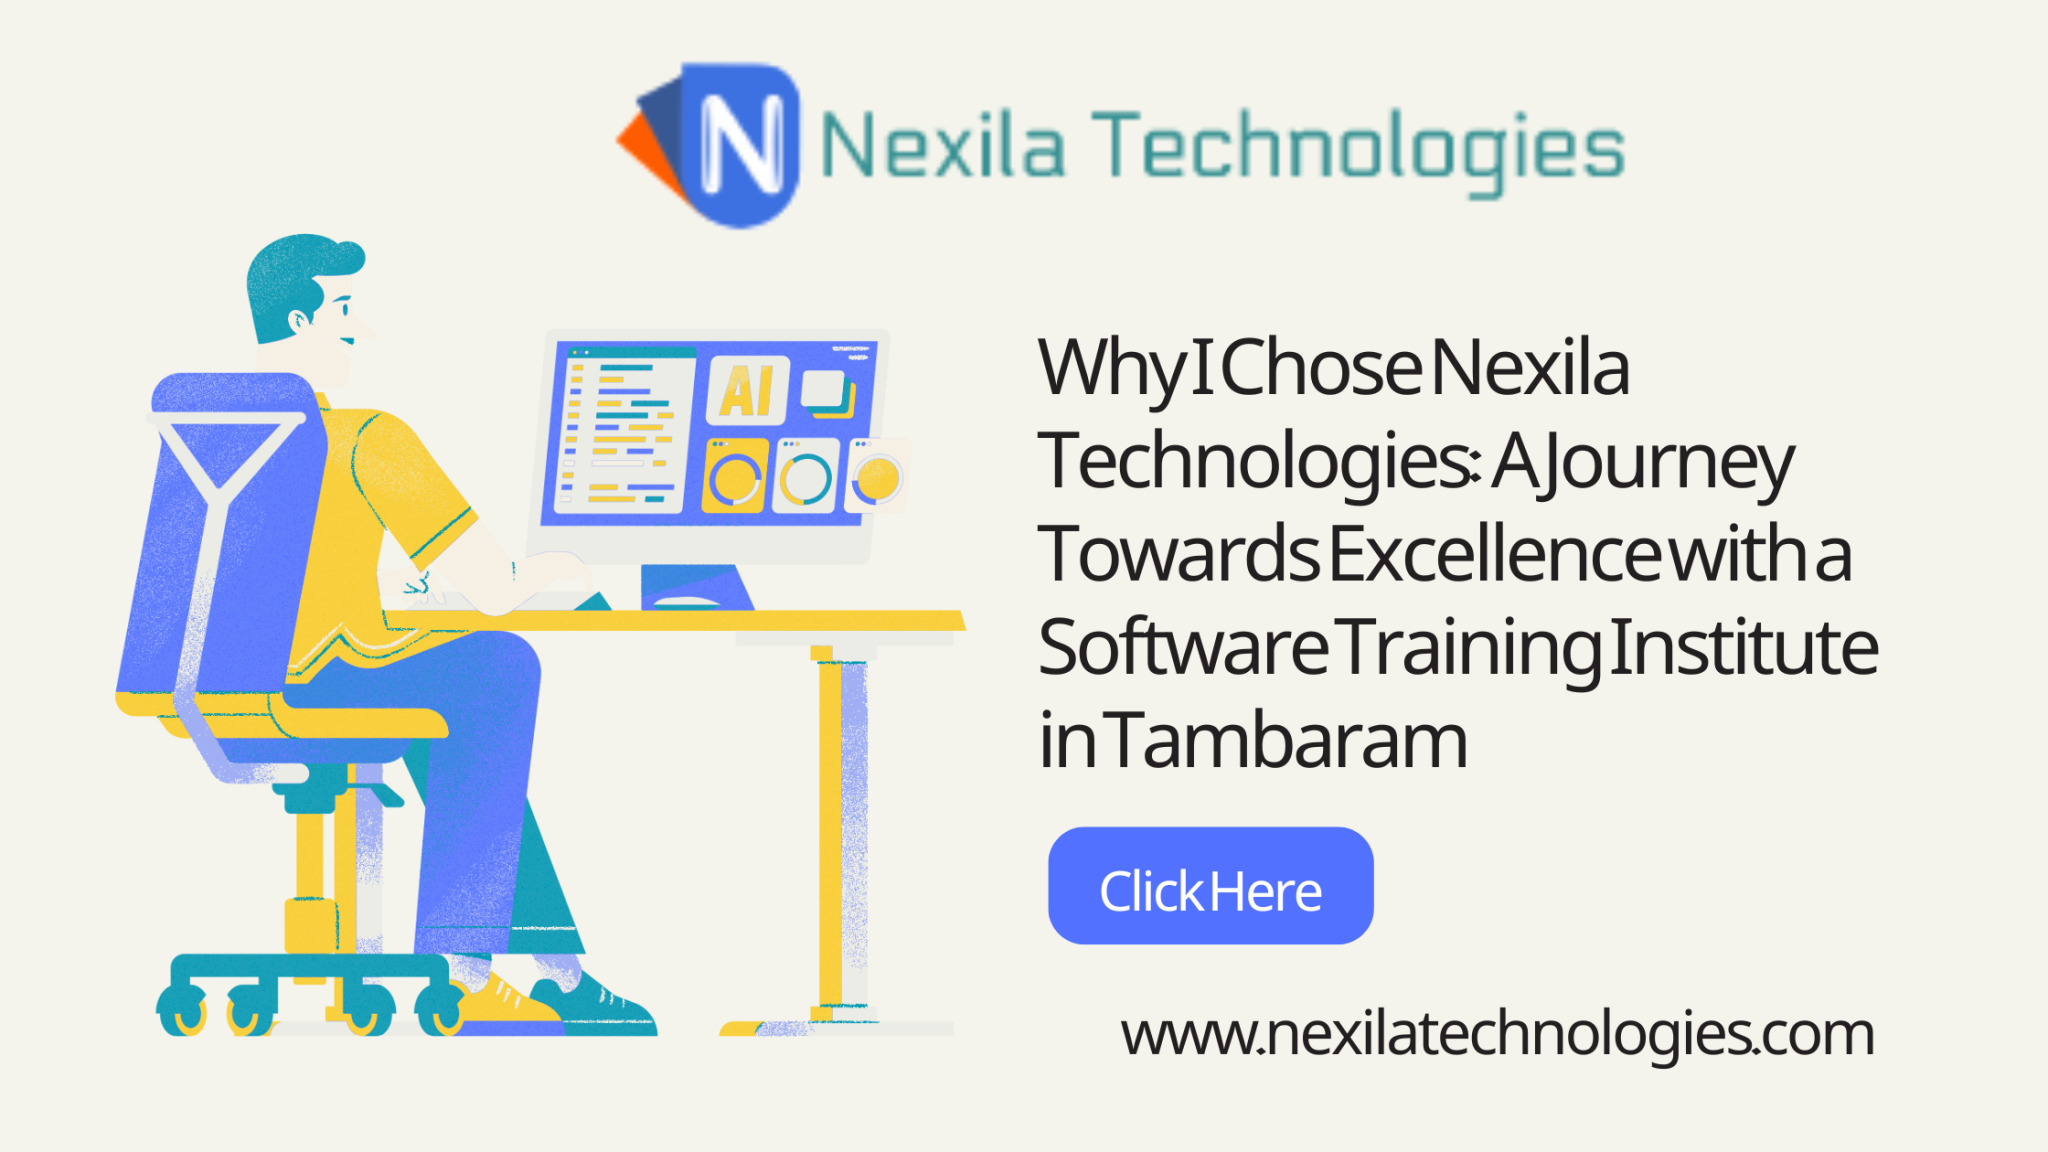 N Nexila Technologies
AI
Why I Chose Nexila
Technologies: A Journey
Towards Excellence with a
Software Training Institute
in Tambaram
Click Here
www.nexilatechnologies.com